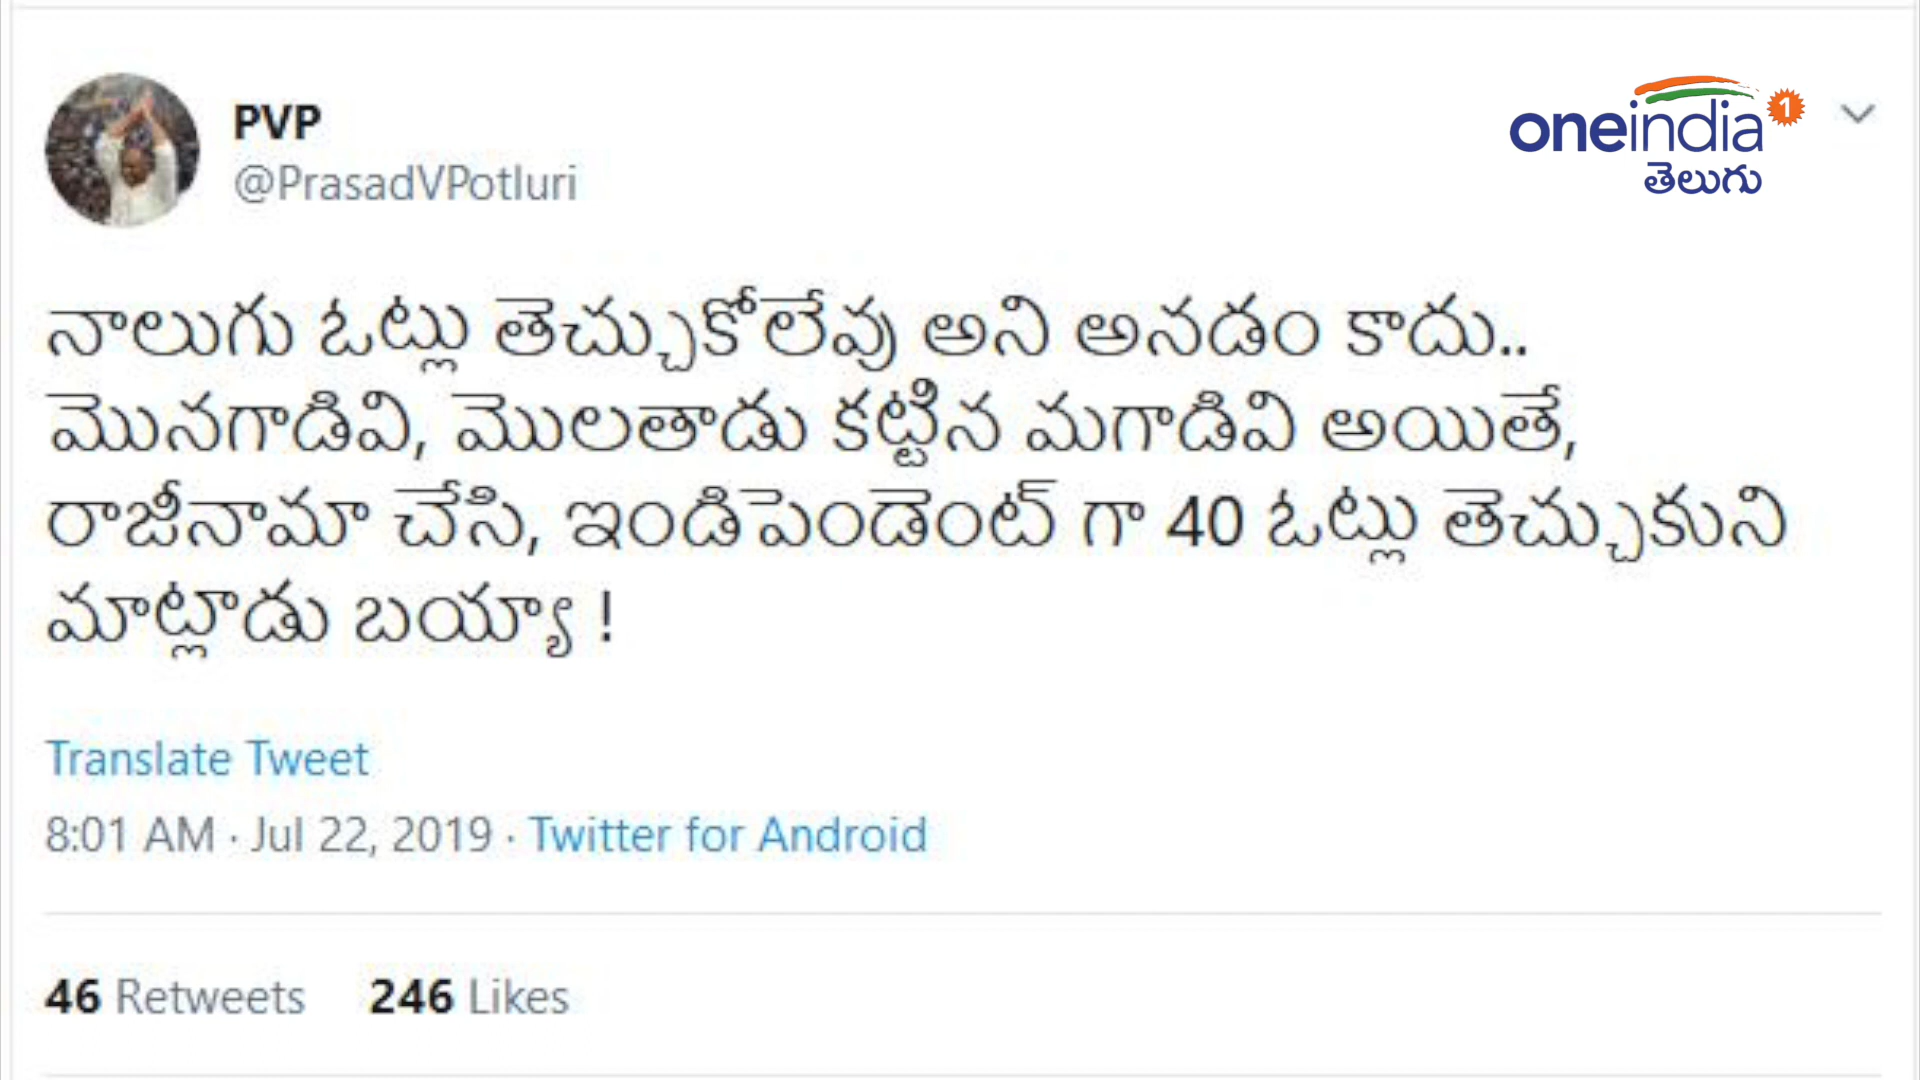 PVP
@PrasadVPotluri
oneindia 1
తెలుగు
నాలుగు ఓట్లు తెచ్చుకోలేవు అని అనడం కాదు..
మొనగాడివి, మొలతాడు కట్టిన మగాడివి అయితే,
రాజీనామా చేసి, ఇండిపెండెంట్ గా 40 ఓట్లు తెచ్చుకుని
మాట్లాడు బయ్యా !
Translate Tweet
8:01 AM · Jul 22, 2019 · Twitter for Android
46 Retweets 246 Likes